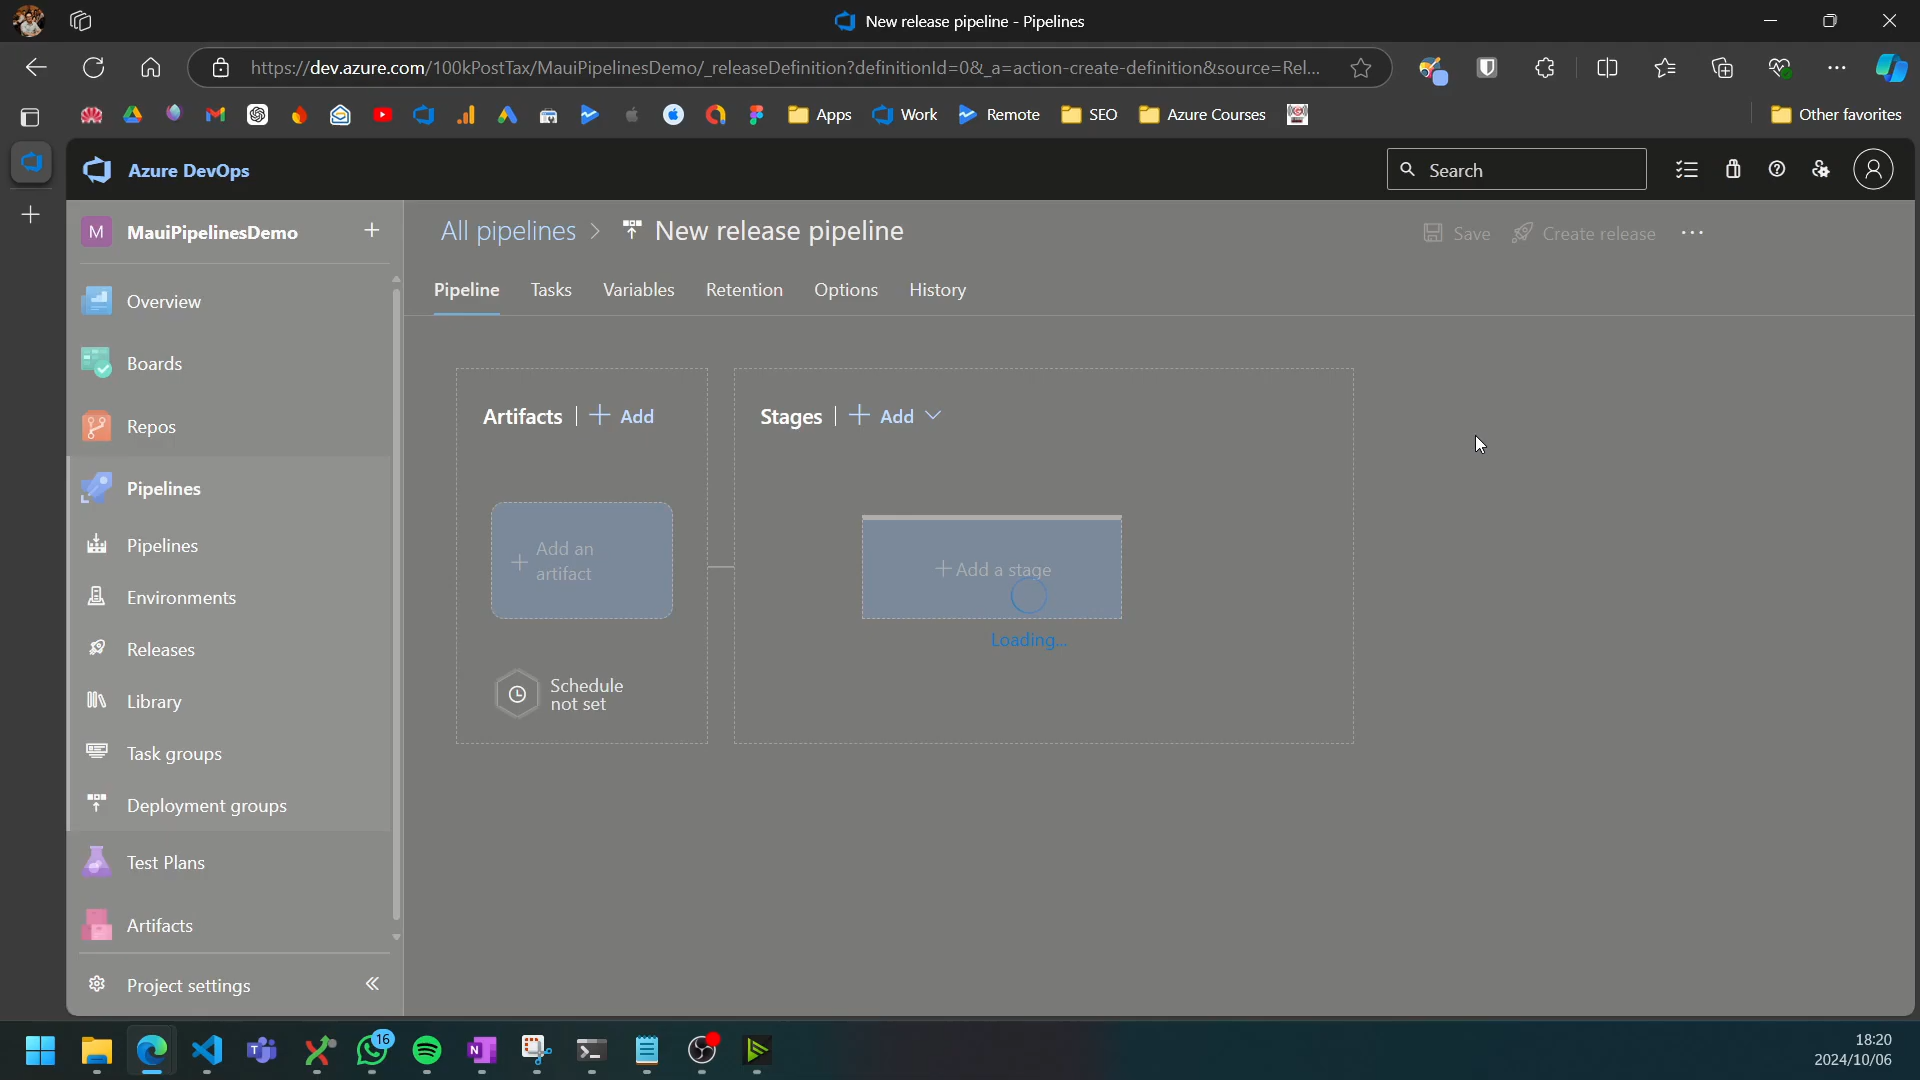 New release pipeline - Pipelines
https://dev.azure.com/100kPostTax/MauiPipelinesDemo/_releaseDefinition?definitionId=0&_a=action-create-definition&source=Rel...
Apps
Work
Remote
SEO
Azure Courses
Other favorites
Azure DevOps
Search
M
MauiPipelinesDemo
All pipelines
New release pipeline
Save
Create release
Pipeline
Tasks
Variables
Retention
Options
History
Overview
Boards
Repos
Pipelines
Pipelines
Environments
Releases
Library
Task groups
Deployment groups
Test Plans
Artifacts
Project settings
Artifacts
Add
Add an
artifact
Schedule
not set
Stages
Add
Add a stage
Loading...
16
18:20
2024/10/06